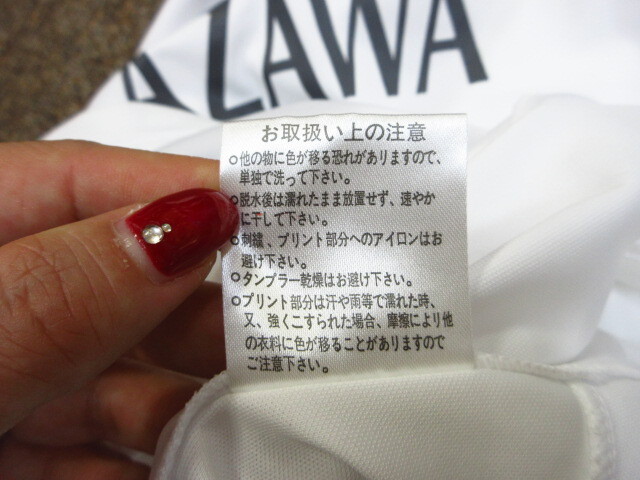 ZAWA
お取扱い上の注意
○他の物に色が移る恐れがありますので、
単独で洗って下さい。
○脱水後は濡れたまま放置せず、速やか
に干して下さい。
○刺繍、プリント部分へのアイロンはお
避け下さい。
○タンブラー乾燥はお避け下さい。
○プリント部分は汗や雨等で濡れた時、
又、強くこすられた場合、摩擦により他
の衣料に色が移ることがありますので
ご注意下さい。